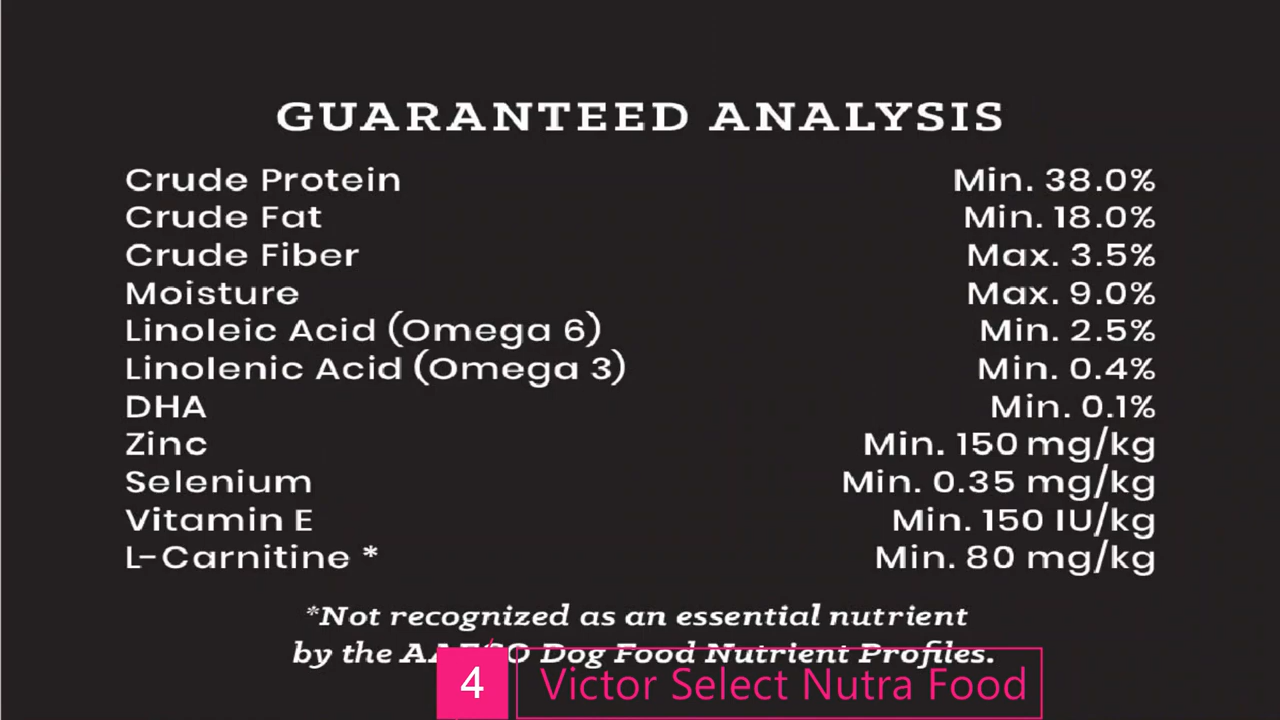 GUARANTEED ANALYSIS
Crude Protein Min. 38.0%
Crude Fat Min. 18.0%
Crude Fiber Max. 3.5%
Moisture Max. 9.0%
Linoleic Acid (Omega 6) Min. 2.5%
Linolenic Acid (Omega 3) Min. 0.4%
DHA Min. 0.1%
Zinc Min. 150 mg/kg
Selenium Min. 0.35 mg/kg
Vitamin E Min. 150 IU/kg
L-Carnitine * Min. 80 mg/kg
*Not recognized as an essential nutrient
by the AAFCO Dog Food Nutrient Profiles.
4 Victor Select Nutra Food